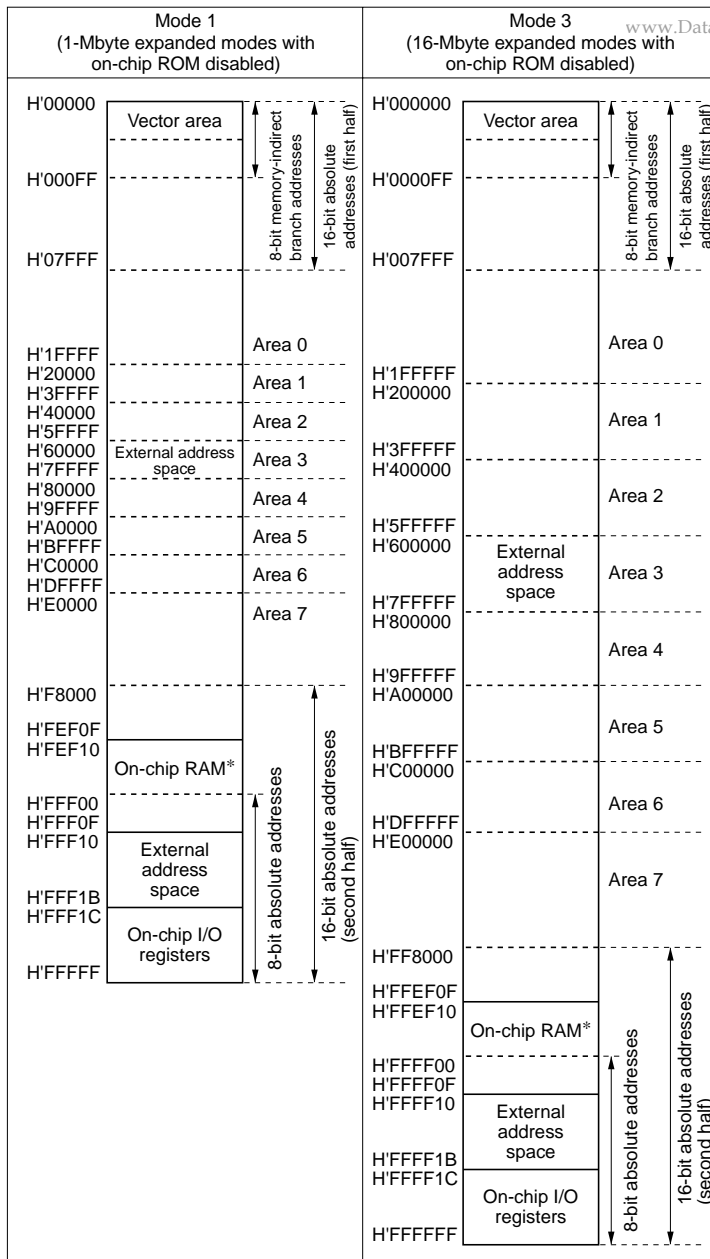 Mode 1
(1-Mbyte expanded modes with
on-chip ROM disabled)
H'00000
Vector area
H'000FF
H'07FFF
8-bit memory-indirect
branch addresses
16-bit absolute
addresses (first half)
H'1FFFF
Area 0
H'20000
H'3FFFF
Area 1
H'40000
H'5FFFF
Area 2
H'60000
H'7FFFF
External address
space
Area 3
H'80000
H'9FFFF
Area 4
H'A0000
H'BFFFF
Area 5
H'C0000
H'DFFFF
Area 6
H'E0000
Area 7
H'F8000
H'FEF0F
H'FEF10
On-chip RAM*
H'FFF00
H'FFF0F
H'FFF10
External
address
space
H'FFF1B
H'FFF1C
On-chip I/O
registers
H'FFFFF
8-bit absolute addresses
16-bit absolute addresses
(second half)
www.Data
Mode 3
(16-Mbyte expanded modes with
on-chip ROM disabled)
H'000000
Vector area
H'0000FF
H'007FFF
8-bit memory-indirect
branch addresses
16-bit absolute
addresses (first half)
Area 0
H'1FFFFF
H'200000
Area 1
H'3FFFFF
H'400000
Area 2
H'5FFFFF
H'600000
External
address
space
Area 3
H'7FFFFF
H'800000
Area 4
H'9FFFFF
H'A00000
Area 5
H'BFFFFF
H'C00000
Area 6
H'DFFFFF
H'E00000
Area 7
H'FF8000
H'FFEF0F
H'FFEF10
On-chip RAM*
H'FFFF00
H'FFFF0F
H'FFFF10
External
address
space
H'FFFF1B
H'FFFF1C
On-chip I/O
registers
H'FFFFFF
8-bit absolute addresses
16-bit absolute addresses
(second half)